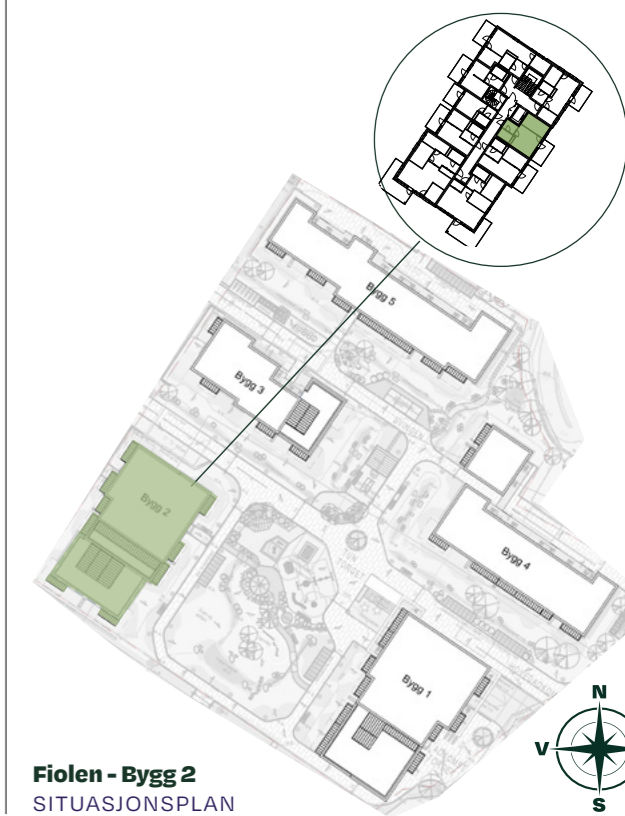 Bygg 5
Bygg 3
Bygg 2
Bygg 4
Bygg 1
N
V
S
Fiolen - Bygg 2
SITUASJONSPLAN